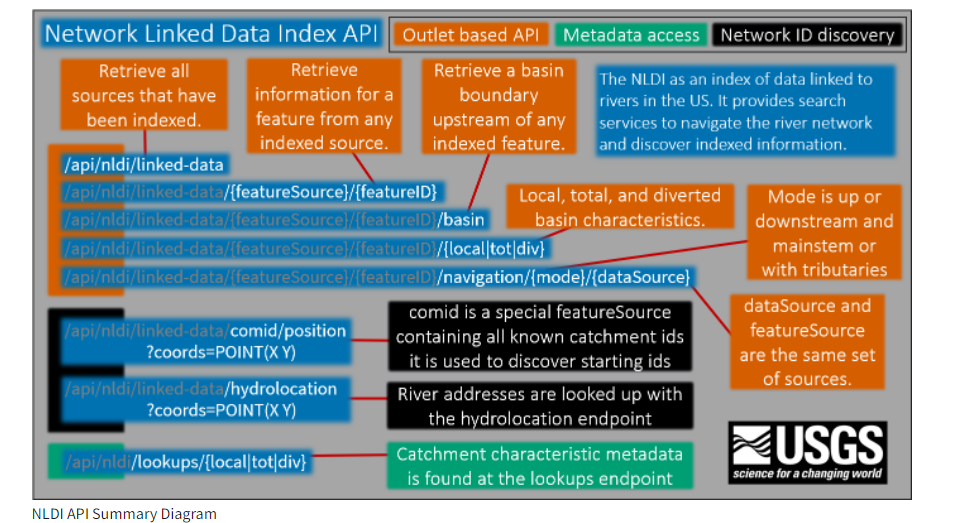 Network Linked Data Index API
Outlet based API
Metadata access
Network ID discovery
Retrieve all
sources that have
been indexed.
Retrieve
information for a
feature from any
indexed source.
Retrieve a basin
boundary
upstream of any
indexed feature.
The NLDI as an index of data linked to
rivers in the US. It provides search
services to navigate the river network
and discover indexed information.
/api/nldi/linked-data
/api/nldi/linked-data/{featureSource}/{featureID}
/api/nldi/linked-data/{featureSource}/{featureID}/basin
Local, total, and diverted
basin characteristics.
Mode is up or
downstream and
mainstem or
with tributaries
/api/nldi/linked-data/{featureSource}/{featureID}/{local|tot|div}
/api/nldi/linked-data/{featureSource}/{featureID}/navigation/{mode}/{dataSource}
dataSource and
featureSource
are the same set
of sources.
/api/nldi/linked-data/comid/position
?coords=POINT(X Y)
comid is a special featureSource
containing all known catchment ids
it is used to discover starting ids
/api/nldi/linked-data/hydrolocation
?coords=POINT(X Y)
River addresses are looked up with
the hydrolocation endpoint
/api/nldi/lookups/{local|tot|div}
Catchment characteristic metadata
is found at the lookups endpoint
USGS
science for a changing world
NLDI API Summary Diagram